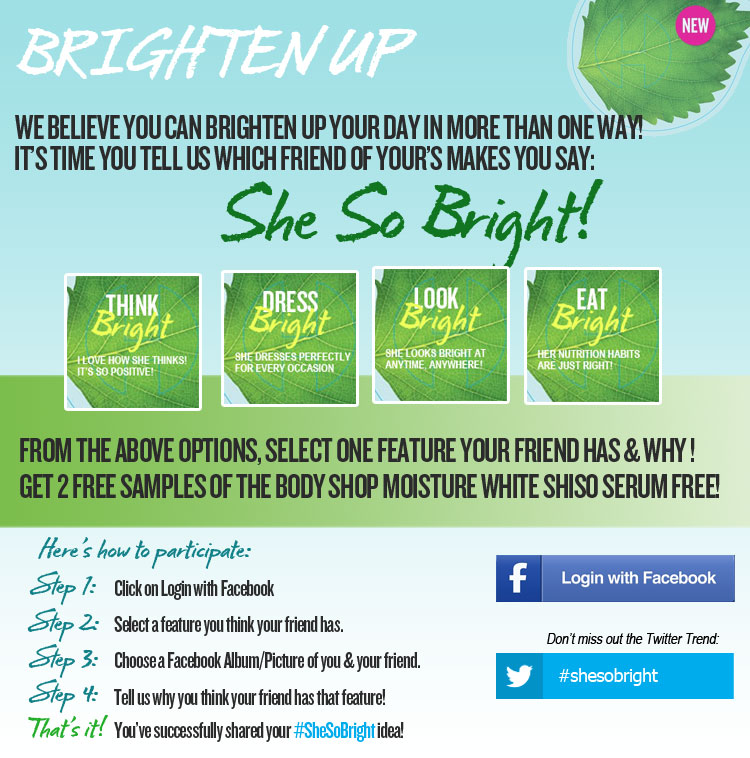 BRIGHTEN UP
NEW
WE BELIEVE YOU CAN BRIGHTEN UP YOUR DAY IN MORE THAN ONE WAY!
IT'S TIME YOU TELL US WHICH FRIEND OF YOUR'S MAKES YOU SAY:
She So Bright!
THINK
Bright
I LOVE HOW SHE THINKS!
IT'S SO POSITIVE!
DRESS
Bright
SHE DRESSES PERFECTLY
FOR EVERY OCCASION
LOOK
Bright
SHE LOOKS BRIGHT AT
ANYTIME, ANYWHERE!
EAT
Bright
HER NUTRITION HABITS
ARE JUST RIGHT!
FROM THE ABOVE OPTIONS, SELECT ONE FEATURE YOUR FRIEND HAS & WHY !
GET 2 FREE SAMPLES OF THE BODY SHOP MOISTURE WHITE SHISO SERUM FREE!
Here's how to participate:
Step 1: Click on Login with Facebook
Step 2: Select a feature you think your friend has.
Step 3: Choose a Facebook Album/Picture of you & your friend.
Step 4: Tell us why you think your friend has that feature!
That's it! You've successfully shared your #SheSoBright idea!
f Login with Facebook
Don't miss out the Twitter Trend:
#shesobright